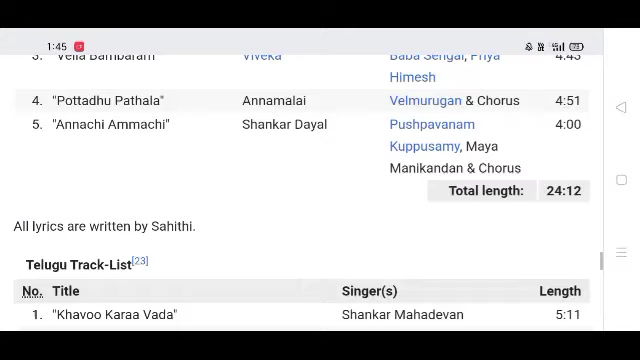 1:45
3. "Vella Bambaram" Viveka Baba Sehgal, Priya 4:43
Himesh
4. "Pottadhu Pathala" Annamalai Velmurugan & Chorus 4:51
5. "Annachi Ammachi" Shankar Dayal Pushpavanam 4:00
Kuppusamy, Maya
Manikandan & Chorus
Total length: 24:12
All lyrics are written by Sahithi.
Telugu Track-List[23]
No. Title Singer(s) Length
1. "Khavoo Karaa Vada" Shankar Mahadevan 5:11